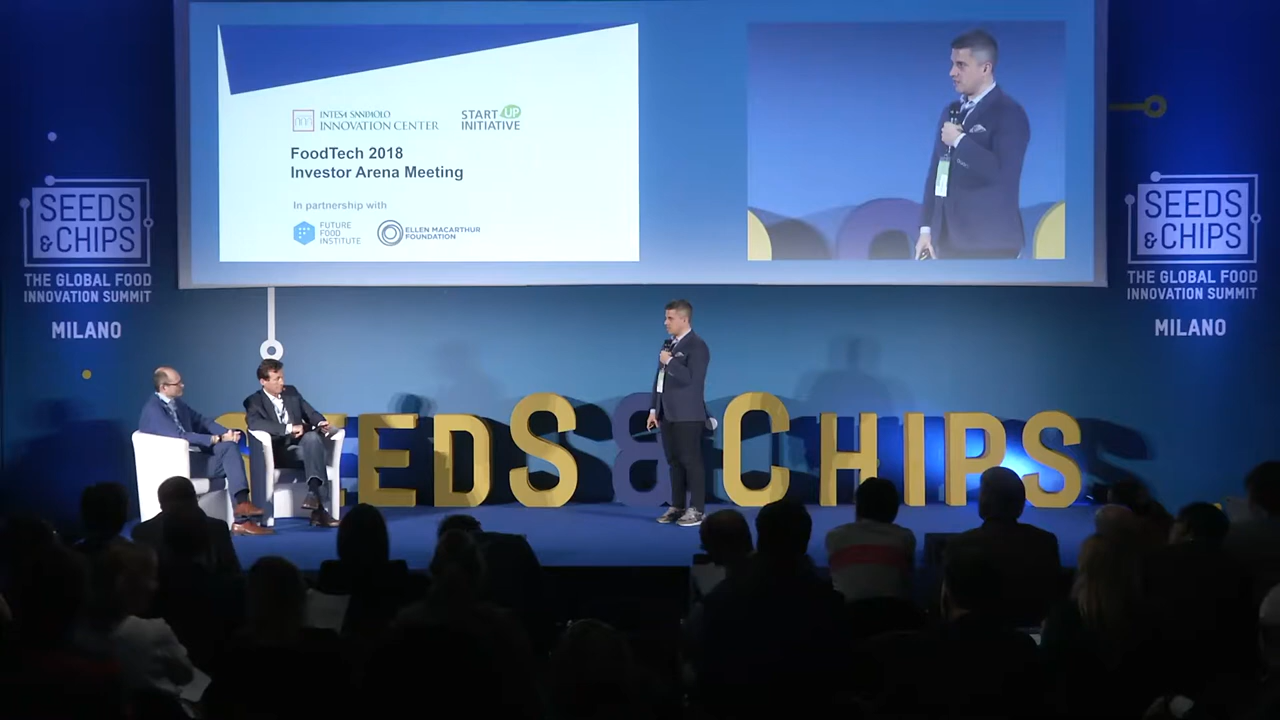 INTESA SANPAOLO
INNOVATION CENTER
START UP
INITIATIVE
FoodTech 2018
Investor Arena Meeting
In partnership with
FUTURE
FOOD
INSTITUTE
ELLEN MACARTHUR
FOUNDATION
SEEDS
& CHIPS
THE GLOBAL FOOD
INNOVATION SUMMIT
MILANO
SEEDS
& CHIPS
THE GLOBAL FOOD
INNOVATION SUMMIT
MILANO
SEEDS & CHIPS